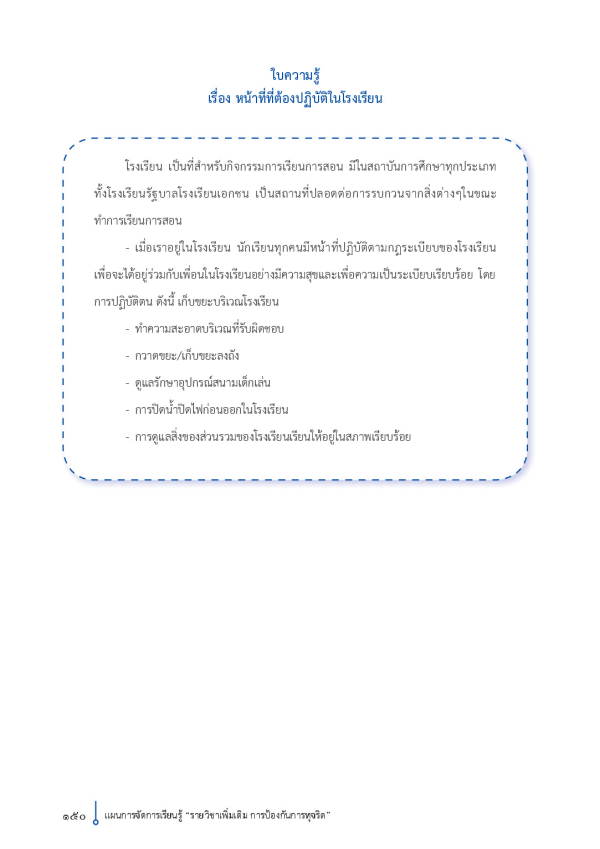 ใบความรู้
เรื่อง หน้าที่ที่ต้องปฏิบัติในโรงเรียน
โรงเรียน เป็นที่สำหรับกิจกรรมการเรียนการสอน มีในสถาบันการศึกษาทุกประเภท
ทั้งโรงเรียนรัฐบาลโรงเรียนเอกชน เป็นสถานที่ปลอดต่อการรบกวนจากสิ่งต่างๆในขณะ
ทำการเรียนการสอน
- เมื่อเราอยู่ในโรงเรียน นักเรียนทุกคนมีหน้าที่ปฏิบัติตามกฎระเบียบของโรงเรียน
เพื่อจะได้อยู่ร่วมกับเพื่อนในโรงเรียนอย่างมีความสุขและเพื่อความเป็นระเบียบเรียบร้อย โดย
การปฏิบัติตน ดังนี้ เก็บขยะบริเวณโรงเรียน
- ทำความสะอาดบริเวณที่รับผิดชอบ
- กวาดขยะ/เก็บขยะลงถัง
- ดูแลรักษาอุปกรณ์สนามเด็กเล่น
- การปิดน้ำปิดไฟก่อนออกในโรงเรียน
- การดูแลสิ่งของส่วนรวมของโรงเรียนเรียนให้อยู่ในสภาพเรียบร้อย
๑๕๐ แผนการจัดการเรียนรู้ “รายวิชาเพิ่มเติม การป้องกันการทุจริต”